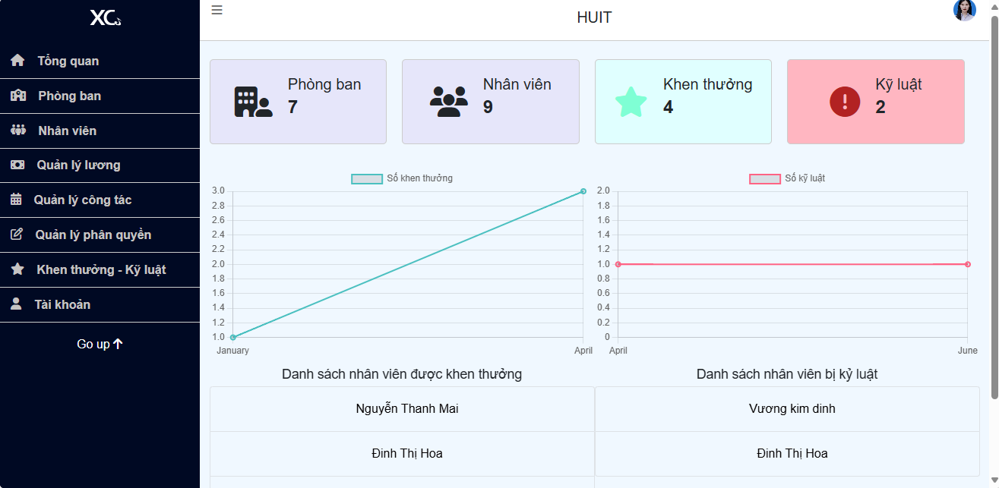 XC
Tổng quan
Phòng ban
Nhân viên
Quản lý lương
Quản lý công tác
Quản lý phân quyền
Khen thưởng - Kỹ luật
Tài khoản
Go up
HUIT
Phòng ban
7
Nhân viên
9
Khen thưởng
4
Kỹ luật
2
Số khen thưởng
3.0
2.8
2.6
2.4
2.2
2.0
1.8
1.6
1.4
1.2
1.0
January April
Số kỹ luật
2.0
1.8
1.6
1.4
1.2
1.0
0.8
0.6
0.4
0.2
0
April June
Danh sách nhân viên được khen thưởng
Nguyễn Thanh Mai
Đinh Thị Hoa
Danh sách nhân viên bị kỷ luật
Vương kim dinh
Đinh Thị Hoa